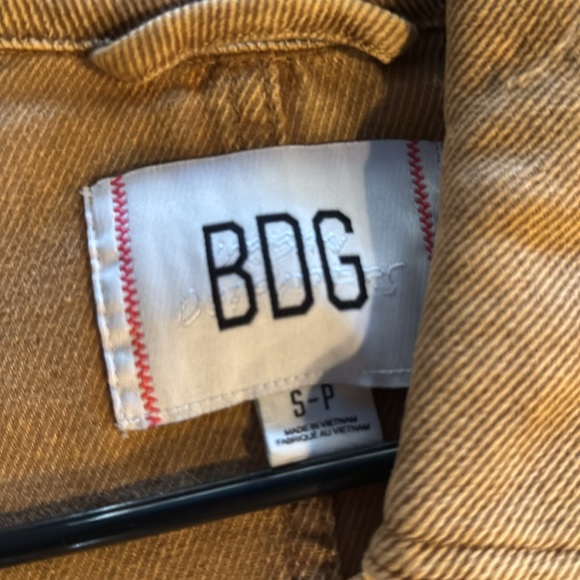 BDG
S-P
MADE IN VIETNAM
FABRIQUÉ AU VIETNAM